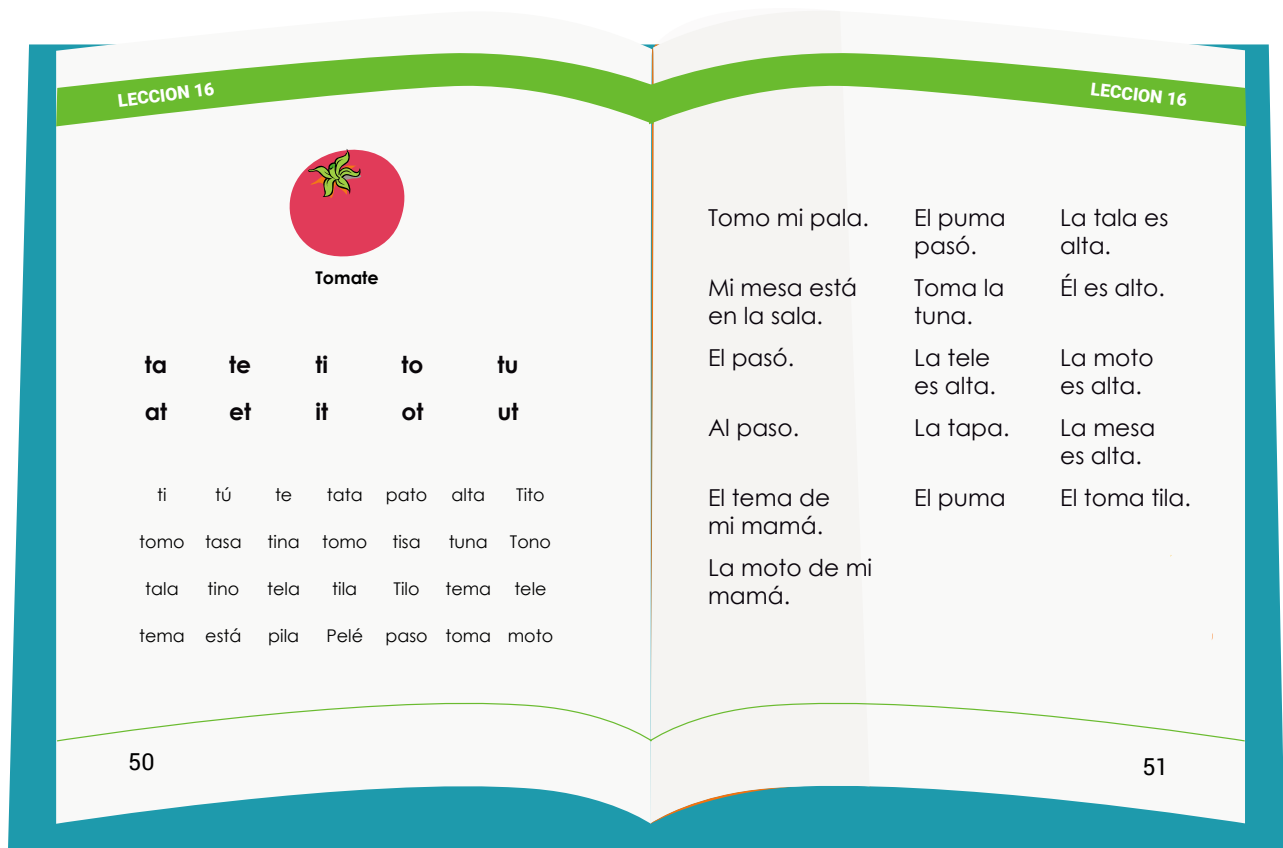 LECCION 16
Tomate
ta te ti to tu
at et it ot ut
ti tú te tata pato alta Tito
tomo tasa tina tomo tisa tuna Tono
tala tino tela tila Tilo tema tele
tema está pila Pelé paso toma moto
50
LECCION 16
Tomo mi pala.
El puma
pasó.
La tala es
alta.
Mi mesa está
en la sala.
Toma la
tuna.
Él es alto.
El pasó.
La tele
es alta.
La moto
es alta.
Al paso.
La tapa.
La mesa
es alta.
El tema de
mi mamá.
El puma
El toma tila.
La moto de mi
mamá.
51